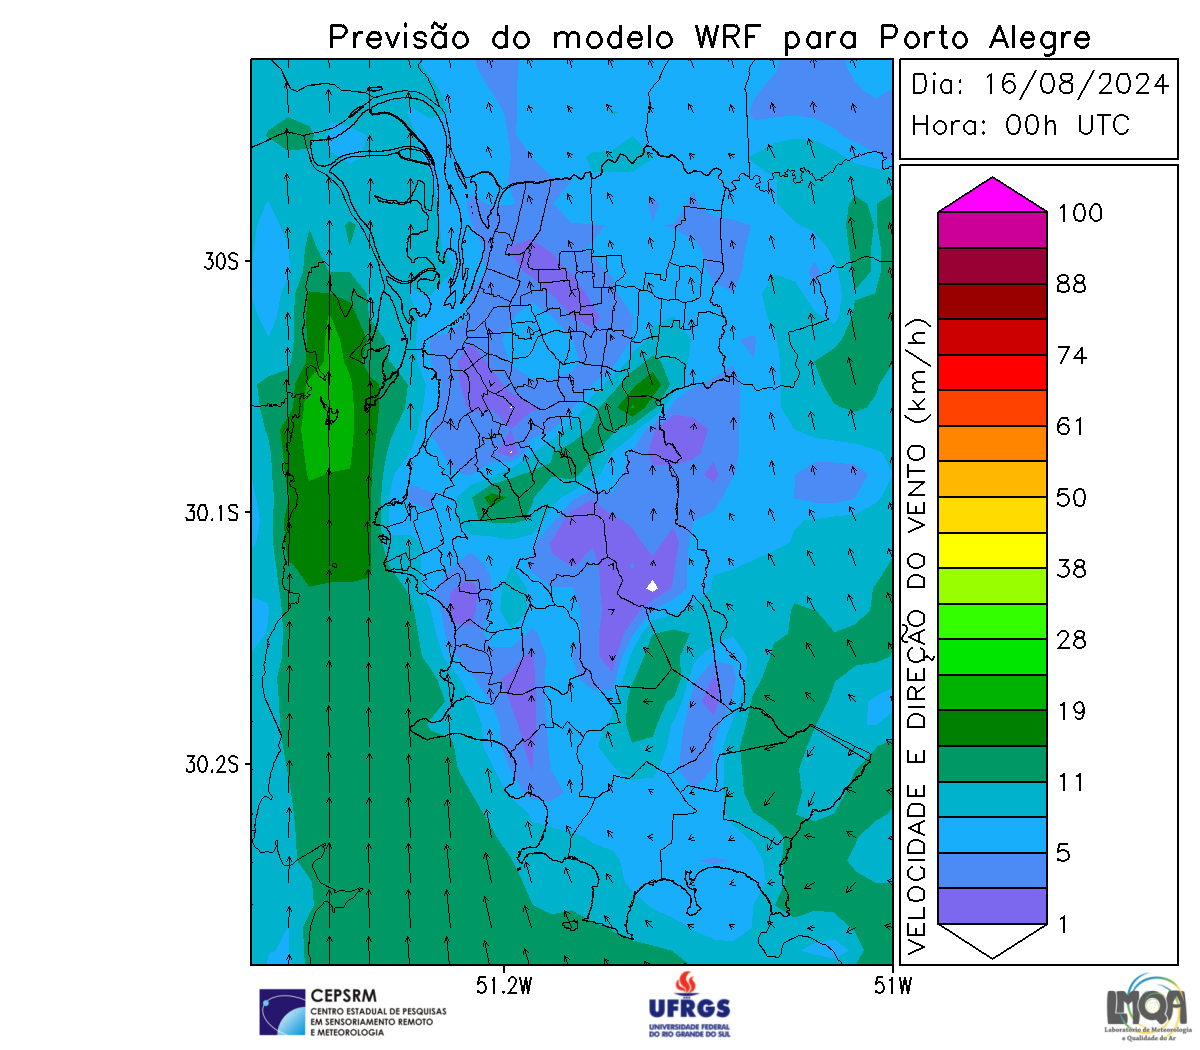 Previsão do modelo WRF para Porto Alegre
Dia: 16/08/2024
Hora: 00h UTC
30S
30.1S
30.2S
51.2W
51W
VELOCIDADE E DIREÇÃO DO VENTO (km/h)
100
88
74
61
50
38
28
19
11
5
1
CEPSRM
CENTRO ESTADUAL DE PESQUISAS
EM SENSORIAMENTO REMOTO
E METEOROLOGIA
UFRGS
UNIVERSIDADE FEDERAL
DO RIO GRANDE DO SUL
LMQA
Laboratório de Meteorologia
e Qualidade do Ar